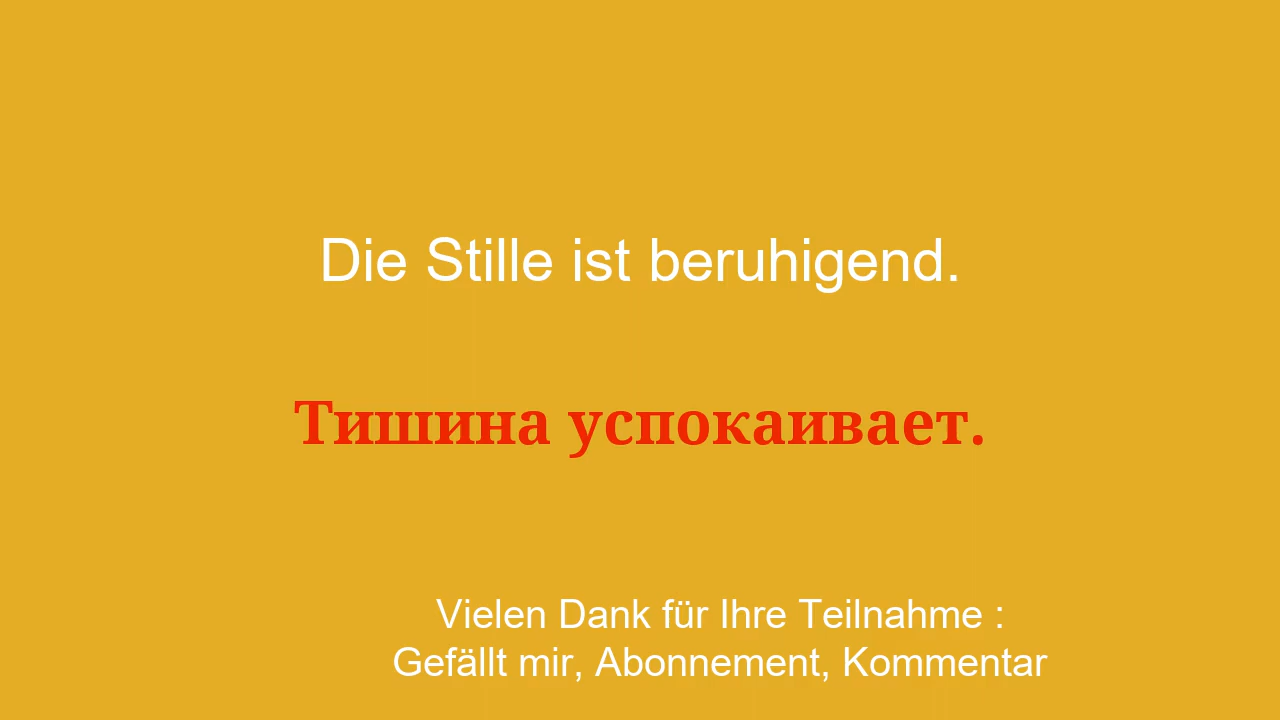 Die Stille ist beruhigend.
Тишина успокаивает.
Vielen Dank für Ihre Teilnahme :
Gefällt mir, Abonnement, Kommentar